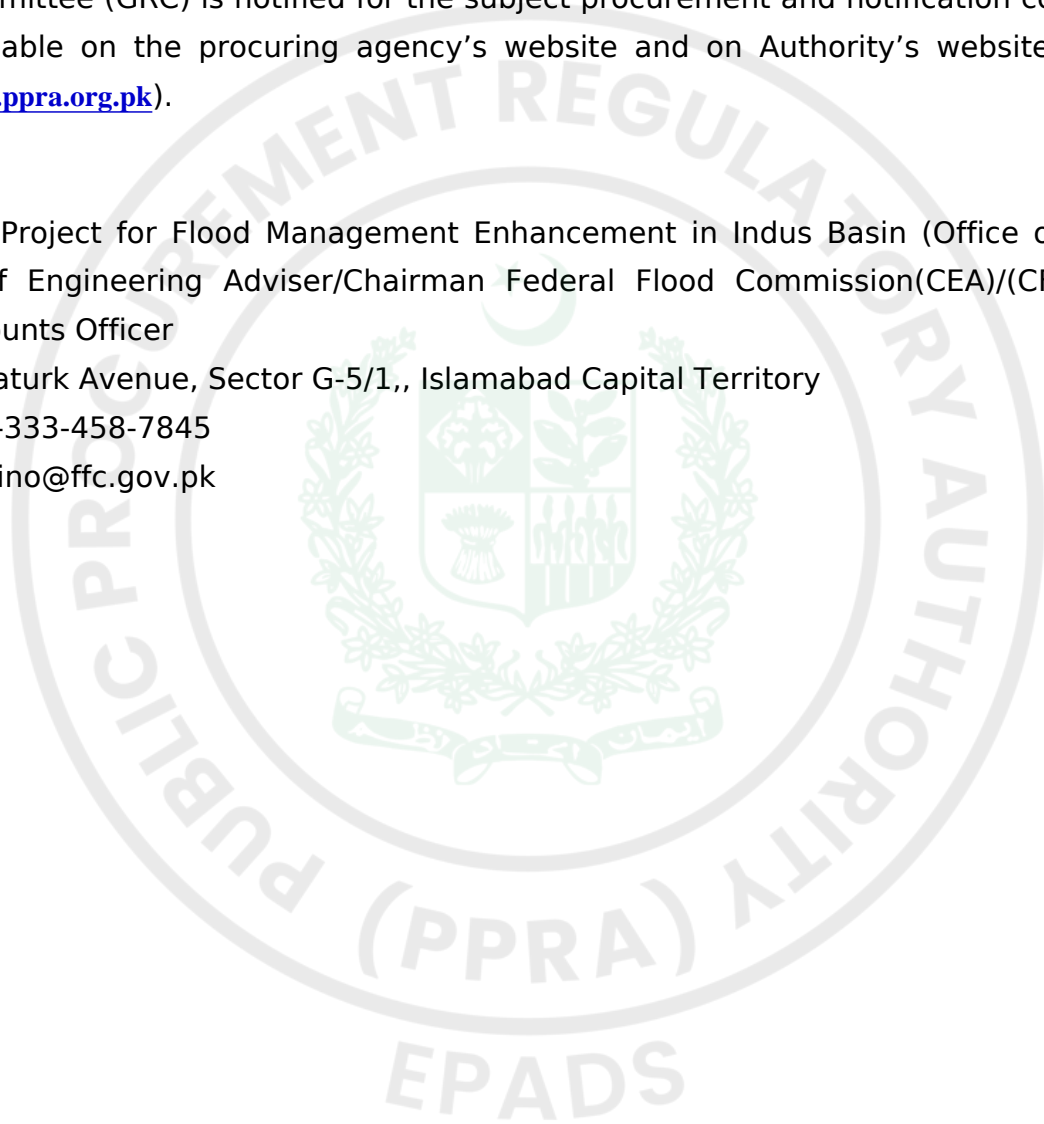 mmittee (GRC) is notified for the subject procurement and notification co
lable on the procuring agency’s website and on Authority’s website
.ppra.org.pk).
Project for Flood Management Enhancement in Indus Basin (Office o
f Engineering Adviser/Chairman Federal Flood Commission(CEA)/(CF
ounts Officer
aturk Avenue, Sector G-5/1,, Islamabad Capital Territory
-333-458-7845
ino@ffc.gov.pk
PUBLIC PROCUREMENT REGULATORY AUTHORITY
(PPRA)
EPADS